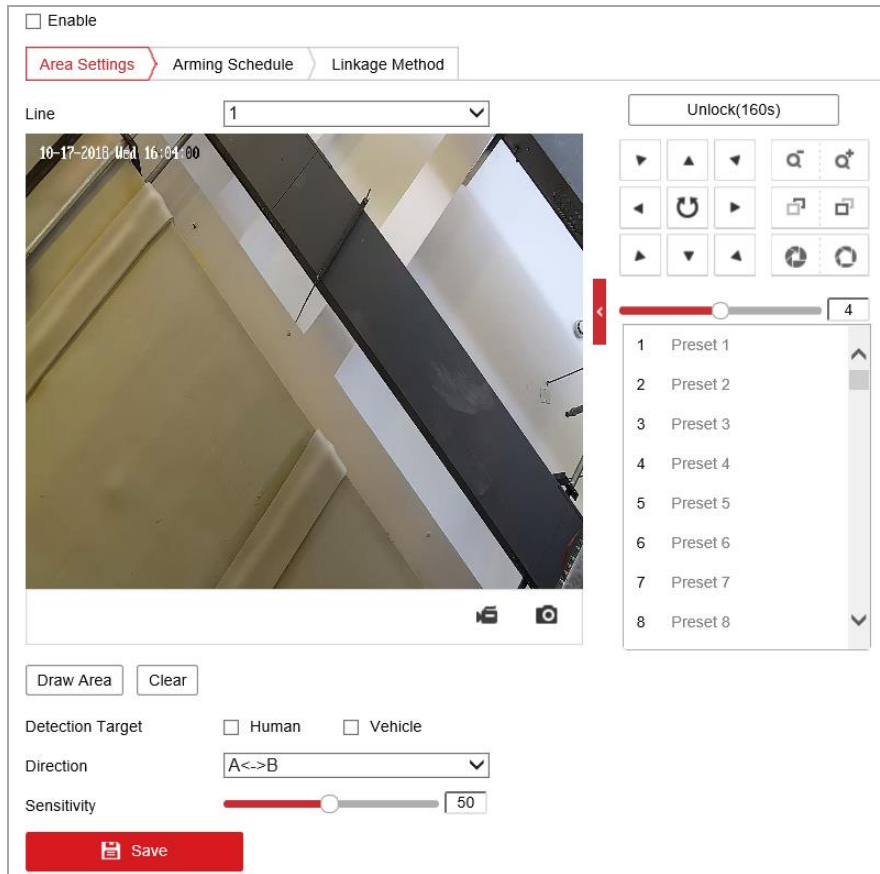 Enable
Area Settings Arming Schedule Linkage Method
Line 1
Unlock(160s)
10-17-2018 Wed 16:04:00
4
1 Preset 1
2 Preset 2
3 Preset 3
4 Preset 4
5 Preset 5
6 Preset 6
7 Preset 7
8 Preset 8
Draw Area Clear
Detection Target Human Vehicle
Direction A<->B
Sensitivity 50
Save